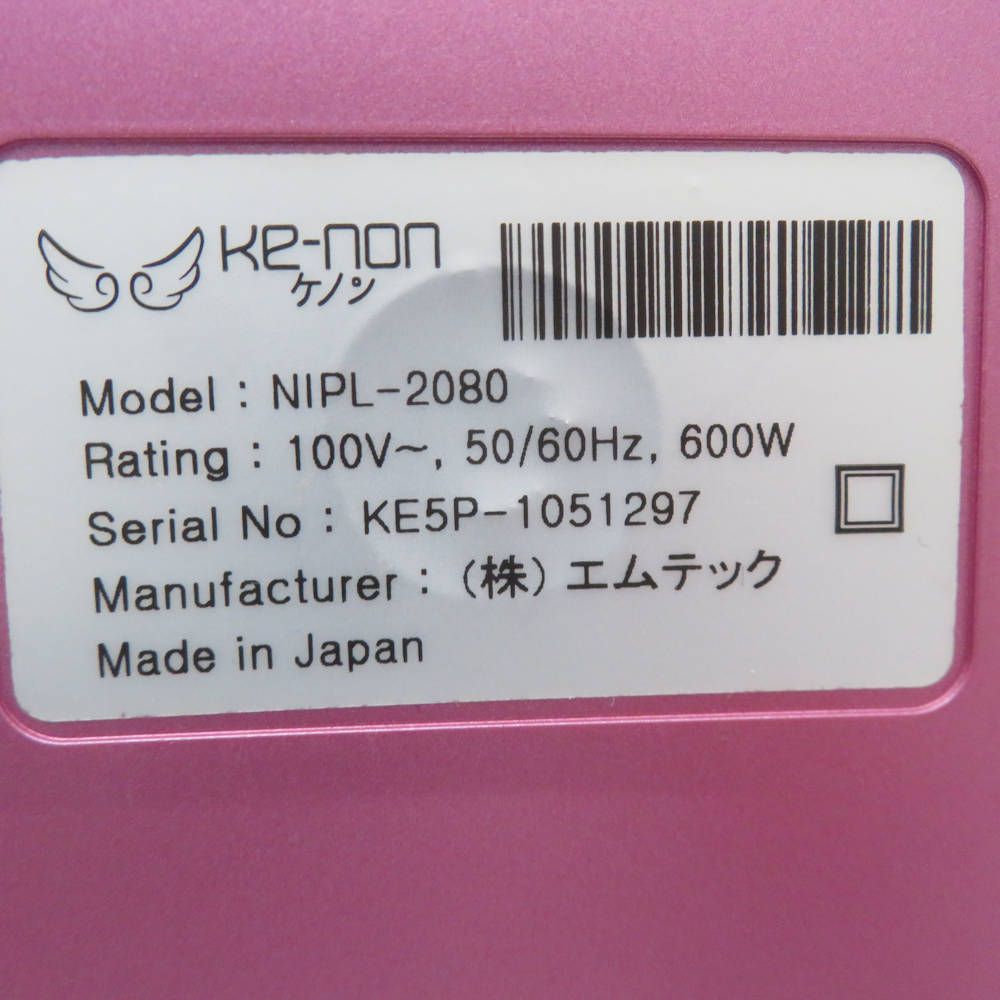 Ke-non
ケノン
Model : NIPL-2080
Rating : 100V~, 50/60Hz, 600W
Serial No : KE5P-1051297
Manufacturer : (株) エムテック
Made in Japan